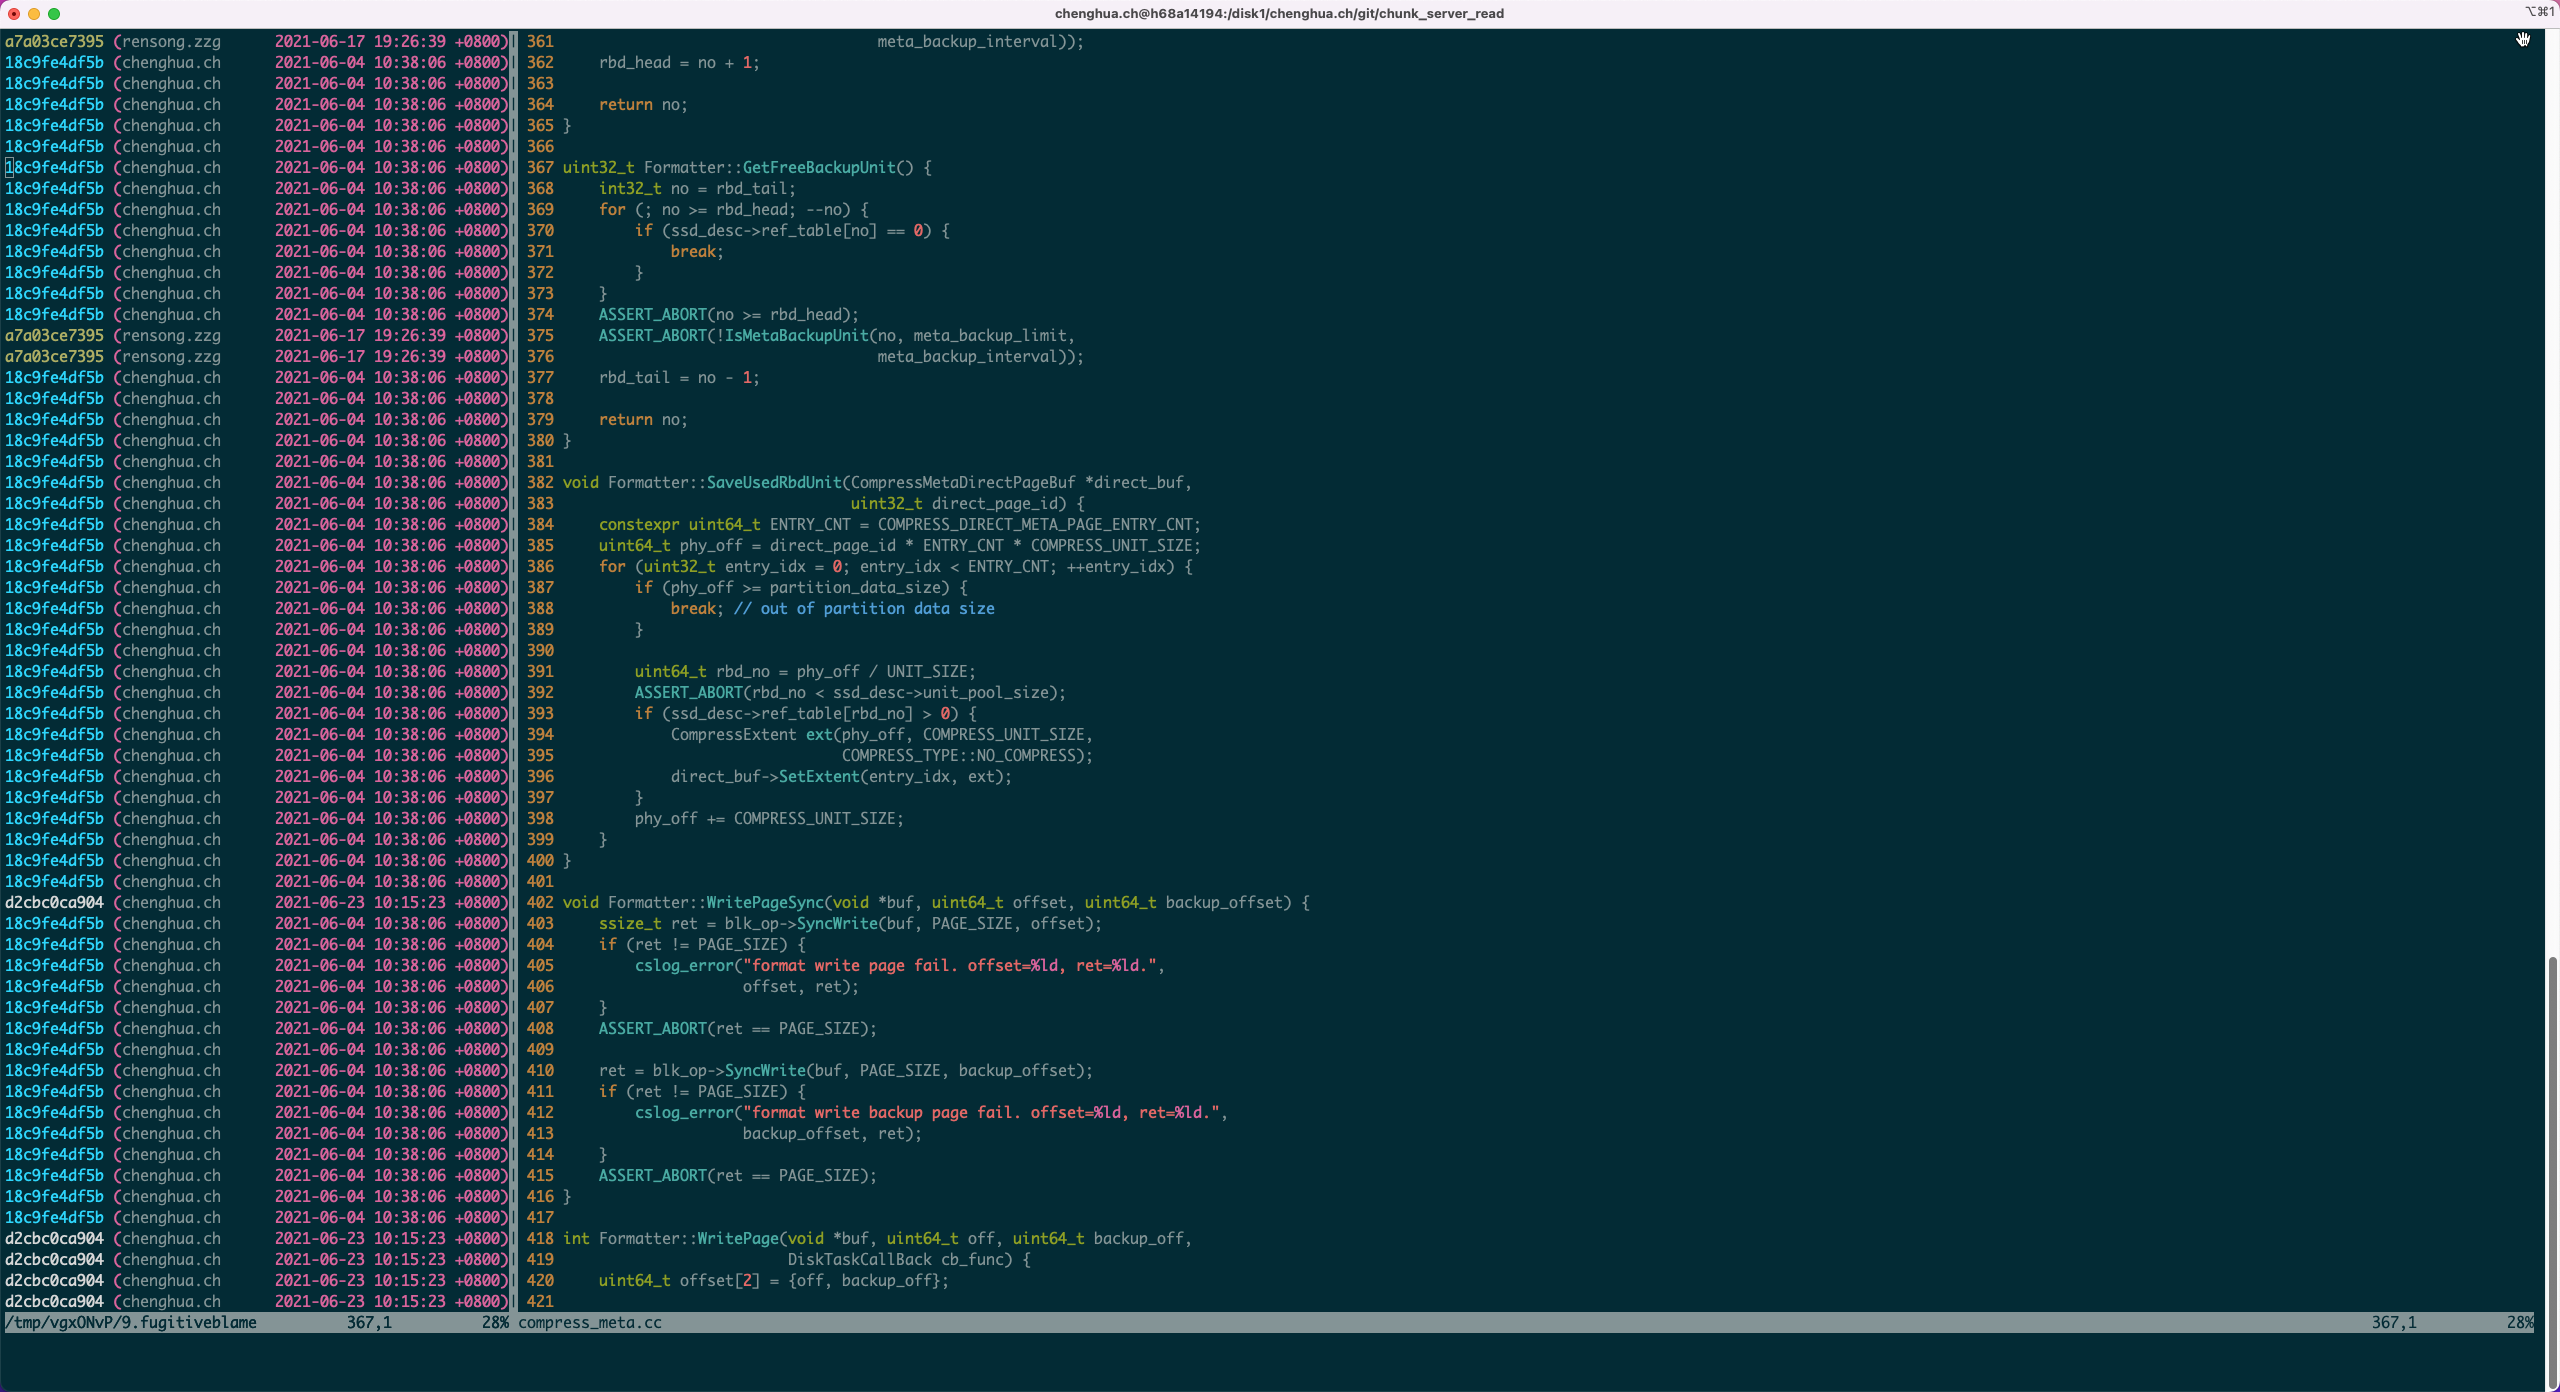 chenghua.ch@h68a14194:/disk1/chenghua.ch/git/chunk_server_read
⌥⌘1
a7a03ce7395 (rensong.zzg      2021-06-17 19:26:39 +0800)| 361                                    meta_backup_interval));
18c9fe4df5b (chenghua.ch      2021-06-04 10:38:06 +0800)| 362     rbd_head = no + 1;
18c9fe4df5b (chenghua.ch      2021-06-04 10:38:06 +0800)| 363
18c9fe4df5b (chenghua.ch      2021-06-04 10:38:06 +0800)| 364     return no;
18c9fe4df5b (chenghua.ch      2021-06-04 10:38:06 +0800)| 365 }
18c9fe4df5b (chenghua.ch      2021-06-04 10:38:06 +0800)| 366
18c9fe4df5b (chenghua.ch      2021-06-04 10:38:06 +0800)| 367 uint32_t Formatter::GetFreeBackupUnit() {
18c9fe4df5b (chenghua.ch      2021-06-04 10:38:06 +0800)| 368     int32_t no = rbd_tail;
18c9fe4df5b (chenghua.ch      2021-06-04 10:38:06 +0800)| 369     for (; no >= rbd_head; --no) {
18c9fe4df5b (chenghua.ch      2021-06-04 10:38:06 +0800)| 370         if (ssd_desc->ref_table[no] == 0) {
18c9fe4df5b (chenghua.ch      2021-06-04 10:38:06 +0800)| 371             break;
18c9fe4df5b (chenghua.ch      2021-06-04 10:38:06 +0800)| 372         }
18c9fe4df5b (chenghua.ch      2021-06-04 10:38:06 +0800)| 373     }
18c9fe4df5b (chenghua.ch      2021-06-04 10:38:06 +0800)| 374     ASSERT_ABORT(no >= rbd_head);
a7a03ce7395 (rensong.zzg      2021-06-17 19:26:39 +0800)| 375     ASSERT_ABORT(!IsMetaBackupUnit(no, meta_backup_limit,
a7a03ce7395 (rensong.zzg      2021-06-17 19:26:39 +0800)| 376                                    meta_backup_interval));
18c9fe4df5b (chenghua.ch      2021-06-04 10:38:06 +0800)| 377     rbd_tail = no - 1;
18c9fe4df5b (chenghua.ch      2021-06-04 10:38:06 +0800)| 378
18c9fe4df5b (chenghua.ch      2021-06-04 10:38:06 +0800)| 379     return no;
18c9fe4df5b (chenghua.ch      2021-06-04 10:38:06 +0800)| 380 }
18c9fe4df5b (chenghua.ch      2021-06-04 10:38:06 +0800)| 381
18c9fe4df5b (chenghua.ch      2021-06-04 10:38:06 +0800)| 382 void Formatter::SaveUsedRbdUnit(CompressMetaDirectPageBuf *direct_buf,
18c9fe4df5b (chenghua.ch      2021-06-04 10:38:06 +0800)| 383                                 uint32_t direct_page_id) {
18c9fe4df5b (chenghua.ch      2021-06-04 10:38:06 +0800)| 384     constexpr uint64_t ENTRY_CNT = COMPRESS_DIRECT_META_PAGE_ENTRY_CNT;
18c9fe4df5b (chenghua.ch      2021-06-04 10:38:06 +0800)| 385     uint64_t phy_off = direct_page_id * ENTRY_CNT * COMPRESS_UNIT_SIZE;
18c9fe4df5b (chenghua.ch      2021-06-04 10:38:06 +0800)| 386     for (uint32_t entry_idx = 0; entry_idx < ENTRY_CNT; ++entry_idx) {
18c9fe4df5b (chenghua.ch      2021-06-04 10:38:06 +0800)| 387         if (phy_off >= partition_data_size) {
18c9fe4df5b (chenghua.ch      2021-06-04 10:38:06 +0800)| 388             break; // out of partition data size
18c9fe4df5b (chenghua.ch      2021-06-04 10:38:06 +0800)| 389         }
18c9fe4df5b (chenghua.ch      2021-06-04 10:38:06 +0800)| 390
18c9fe4df5b (chenghua.ch      2021-06-04 10:38:06 +0800)| 391         uint64_t rbd_no = phy_off / UNIT_SIZE;
18c9fe4df5b (chenghua.ch      2021-06-04 10:38:06 +0800)| 392         ASSERT_ABORT(rbd_no < ssd_desc->unit_pool_size);
18c9fe4df5b (chenghua.ch      2021-06-04 10:38:06 +0800)| 393         if (ssd_desc->ref_table[rbd_no] > 0) {
18c9fe4df5b (chenghua.ch      2021-06-04 10:38:06 +0800)| 394             CompressExtent ext(phy_off, COMPRESS_UNIT_SIZE,
18c9fe4df5b (chenghua.ch      2021-06-04 10:38:06 +0800)| 395                                COMPRESS_TYPE::NO_COMPRESS);
18c9fe4df5b (chenghua.ch      2021-06-04 10:38:06 +0800)| 396             direct_buf->SetExtent(entry_idx, ext);
18c9fe4df5b (chenghua.ch      2021-06-04 10:38:06 +0800)| 397         }
18c9fe4df5b (chenghua.ch      2021-06-04 10:38:06 +0800)| 398         phy_off += COMPRESS_UNIT_SIZE;
18c9fe4df5b (chenghua.ch      2021-06-04 10:38:06 +0800)| 399     }
18c9fe4df5b (chenghua.ch      2021-06-04 10:38:06 +0800)| 400 }
18c9fe4df5b (chenghua.ch      2021-06-04 10:38:06 +0800)| 401
d2cbc0ca904 (chenghua.ch      2021-06-23 10:15:23 +0800)| 402 void Formatter::WritePageSync(void *buf, uint64_t offset, uint64_t backup_offset) {
18c9fe4df5b (chenghua.ch      2021-06-04 10:38:06 +0800)| 403        ssize_t ret = blk_op->SyncWrite(buf, PAGE_SIZE, offset);
18c9fe4df5b (chenghua.ch      2021-06-04 10:38:06 +0800)| 404     if (ret != PAGE_SIZE) {
18c9fe4df5b (chenghua.ch      2021-06-04 10:38:06 +0800)| 405         cslog_error("format write page fail. offset=%ld, ret=%ld.",
18c9fe4df5b (chenghua.ch      2021-06-04 10:38:06 +0800)| 406                     offset, ret);
18c9fe4df5b (chenghua.ch      2021-06-04 10:38:06 +0800)| 407     }
18c9fe4df5b (chenghua.ch      2021-06-04 10:38:06 +0800)| 408     ASSERT_ABORT(ret == PAGE_SIZE);
18c9fe4df5b (chenghua.ch      2021-06-04 10:38:06 +0800)| 409
18c9fe4df5b (chenghua.ch      2021-06-04 10:38:06 +0800)| 410     ret = blk_op->SyncWrite(buf, PAGE_SIZE, backup_offset);
18c9fe4df5b (chenghua.ch      2021-06-04 10:38:06 +0800)| 411     if (ret != PAGE_SIZE) {
18c9fe4df5b (chenghua.ch      2021-06-04 10:38:06 +0800)| 412         cslog_error("format write backup page fail. offset=%ld, ret=%ld.",
18c9fe4df5b (chenghua.ch      2021-06-04 10:38:06 +0800)| 413                     backup_offset, ret);
18c9fe4df5b (chenghua.ch      2021-06-04 10:38:06 +0800)| 414     }
18c9fe4df5b (chenghua.ch      2021-06-04 10:38:06 +0800)| 415     ASSERT_ABORT(ret == PAGE_SIZE);
18c9fe4df5b (chenghua.ch      2021-06-04 10:38:06 +0800)| 416 }
18c9fe4df5b (chenghua.ch      2021-06-04 10:38:06 +0800)| 417
d2cbc0ca904 (chenghua.ch      2021-06-23 10:15:23 +0800)| 418 int Formatter::WritePage(void *buf, uint64_t off, uint64_t backup_off,
d2cbc0ca904 (chenghua.ch      2021-06-23 10:15:23 +0800)| 419                          DiskTaskCallBack cb_func) {
d2cbc0ca904 (chenghua.ch      2021-06-23 10:15:23 +0800)| 420     uint64_t offset[2] = {off, backup_off};
d2cbc0ca904 (chenghua.ch      2021-06-23 10:15:23 +0800)| 421
/tmp/vgxONvP/9.fugitiveblame          367,1          28% compress_meta.cc          367,1          28%